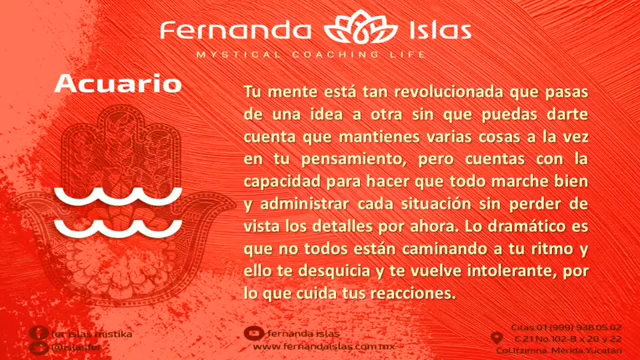 Fernanda Islas
MYSTICAL COACHING LIFE
Acuario
Tu mente está tan revolucionada que pasas
de una idea a otra sin que puedas darte
cuenta que mantienes varias cosas a la vez
en tu pensamiento, pero cuentas con la
capacidad para hacer que todo marche bien
y administrar cada situación sin perder de
vista los detalles por ahora. Lo dramático es
que no todos están caminando a tu ritmo y
ello te desquicia y te vuelve intolerante, por
lo que cuida tus reacciones.
fer islas mistika
fernanda islas
www.fernandaislas.com.mx
Citas 01 (999) 938.05.02
C 21 No.102-B x 20 y 22
Col. Itzimná. Mérida, Yucatán